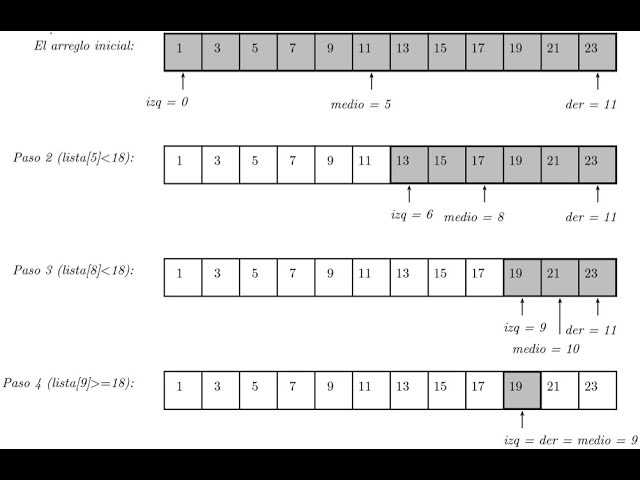 El arreglo inicial: 1 3 5 7 9 11 13 15 17 19 21 23
izq = 0 medio = 5 der = 11
Paso 2 (lista[5]<18): 1 3 5 7 9 11 13 15 17 19 21 23
izq = 6 medio = 8 der = 11
Paso 3 (lista[8]<18): 1 3 5 7 9 11 13 15 17 19 21 23
izq = 9 der = 11
medio = 10
Paso 4 (lista[9]>=18): 1 3 5 7 9 11 13 15 17 19 21 23
izq = der = medio = 9